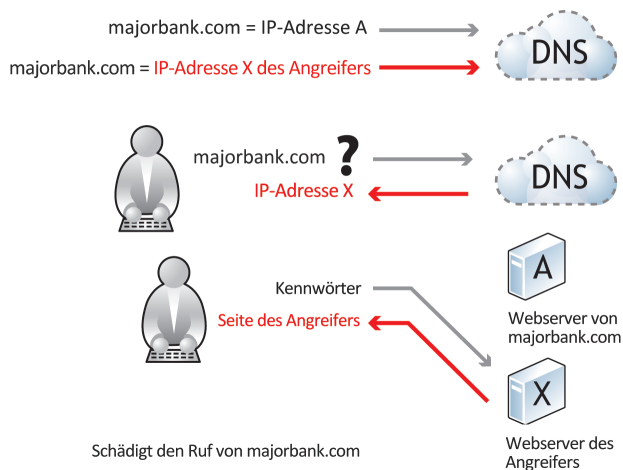 majorbank.com = IP-Adresse A
DNS
majorbank.com = IP-Adresse X des Angreifers
majorbank.com ?
DNS
IP-Adresse X
A
Kennwörter
Seite des Angreifers
Webserver von
majorbank.com
X
Schädigt den Ruf von majorbank.com
Webserver des
Angreifers